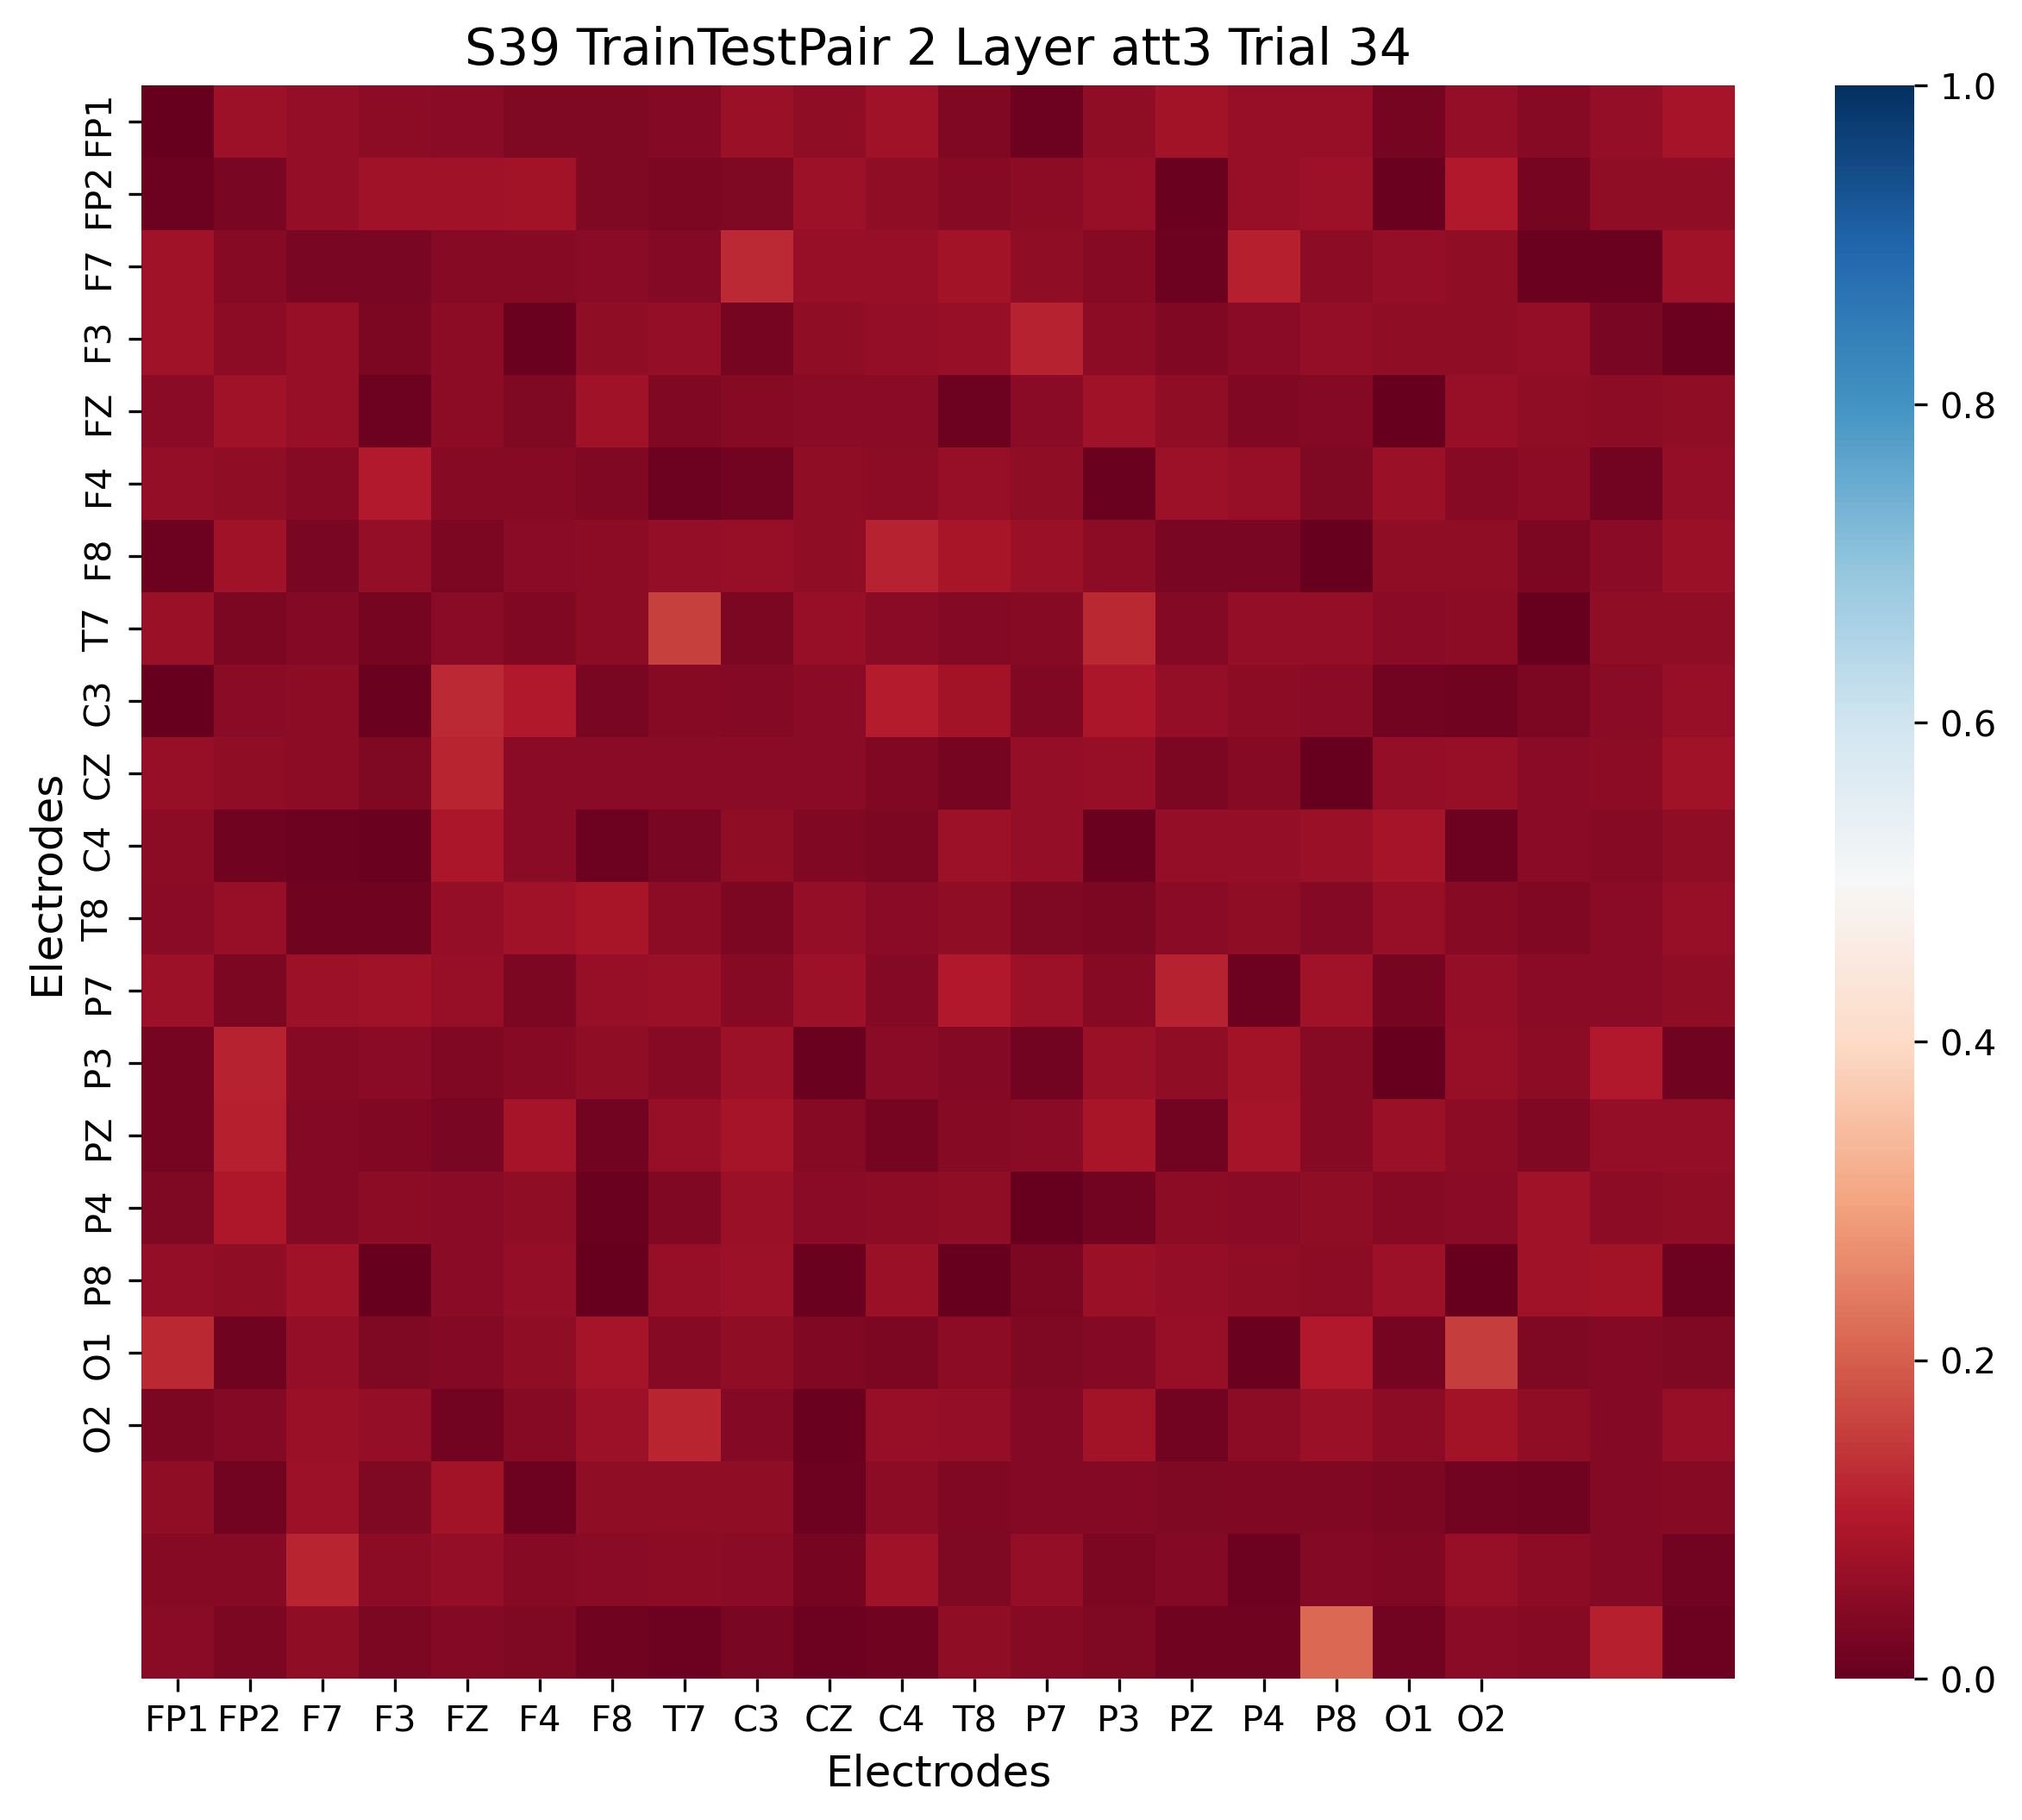 S39 TrainTestPair 2 Layer att3 Trial 34
Electrodes
FP1
FP2
F7
F3
FZ
F4
F8
T7
C3
CZ
C4
T8
P7
P3
PZ
P4
P8
O1
O2
FP1 FP2 F7 F3 FZ F4 F8 T7 C3 CZ C4 T8 P7 P3 PZ P4 P8 O1 O2
Electrodes
1.0
0.8
0.6
0.4
0.2
0.0